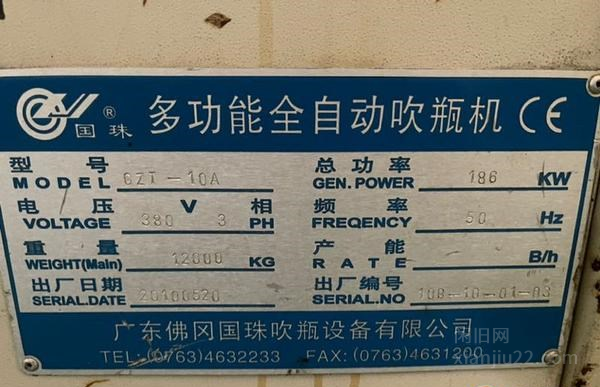 ® 国珠 多功能全自动吹瓶机 CE
型号 总功率
MODEL GZT-10A GEN.POWER 186 KW
电压 V 相 频率
VOLTAGE 380 3 PH FREQENCY 50 Hz
重量 产能
WEIGHT(Main) 12000 KG RATE B/h
出厂日期 出厂编号
SERIAL.DATE 20100520 SERIAL.NO 108-10-01-03
广东佛冈国珠吹瓶设备有限公司
TEL:(0763)4632233 FAX:(0763)4631200
闲旧网
xianjiu22.com